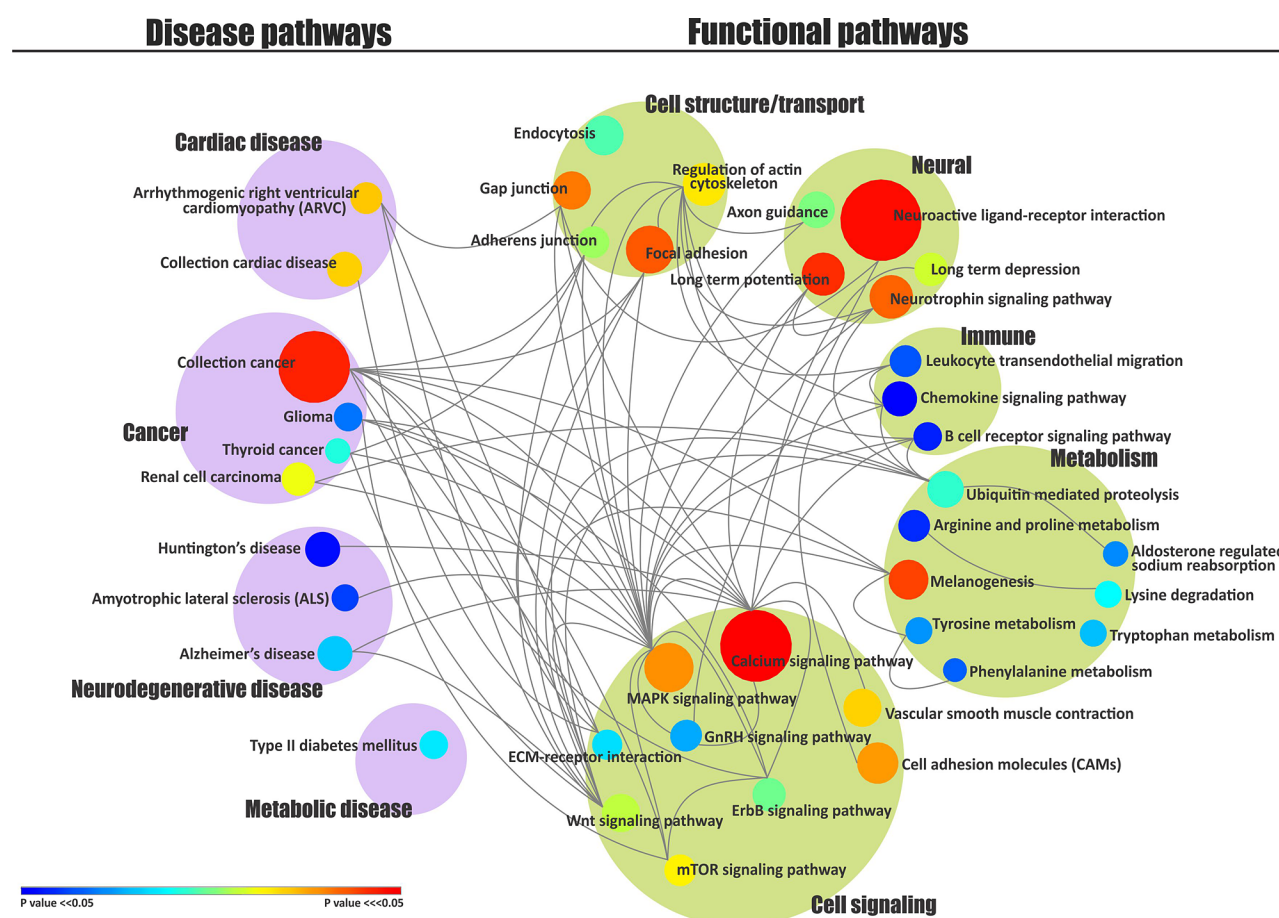 Disease pathways
Functional pathways
Cell structure/transport
Cardiac disease
Endocytosis
Neural
Regulation of actin
cytoskeleton
Gap junction
Arrhythmogenic right ventricular
cardiomyopathy (ARVC)
Axon guidance
Neuroactive ligand-receptor interaction
Adherens junction
Focal adhesion
Collection cardiac disease
Long term depression
Long term potentiation
Neurotrophin signaling pathway
Immune
Collection cancer
Leukocyte transendothelial migration
Chemokine signaling pathway
Glioma
Cancer
B cell receptor signaling pathway
Thyroid cancer
Metabolism
Renal cell carcinoma
Ubiquitin mediated proteolysis
Arginine and proline metabolism
Huntington's disease
Aldosterone regulate
sodium reabsorption
Melanogenesis
Lysine degradation
Amyotrophic lateral sclerosis (ALS)
Tyrosine metabolism
Tryptophan metabolism
Alzheimer's disease
Calcium signaling pathway
Phenylalanine metabolism
Neurodegenerative disease
MAPK signaling pathway
Vascular smooth muscle contraction
GnRH signaling pathway
Type II diabetes mellitus
ECM-receptor interaction
Cell adhesion molecules (CAMs)
Metabolic disease
ErbB signaling pathway
Wnt signaling pathway
mTOR signaling pathway
Cell signaling
P value <<0.05
P value <<<0.05